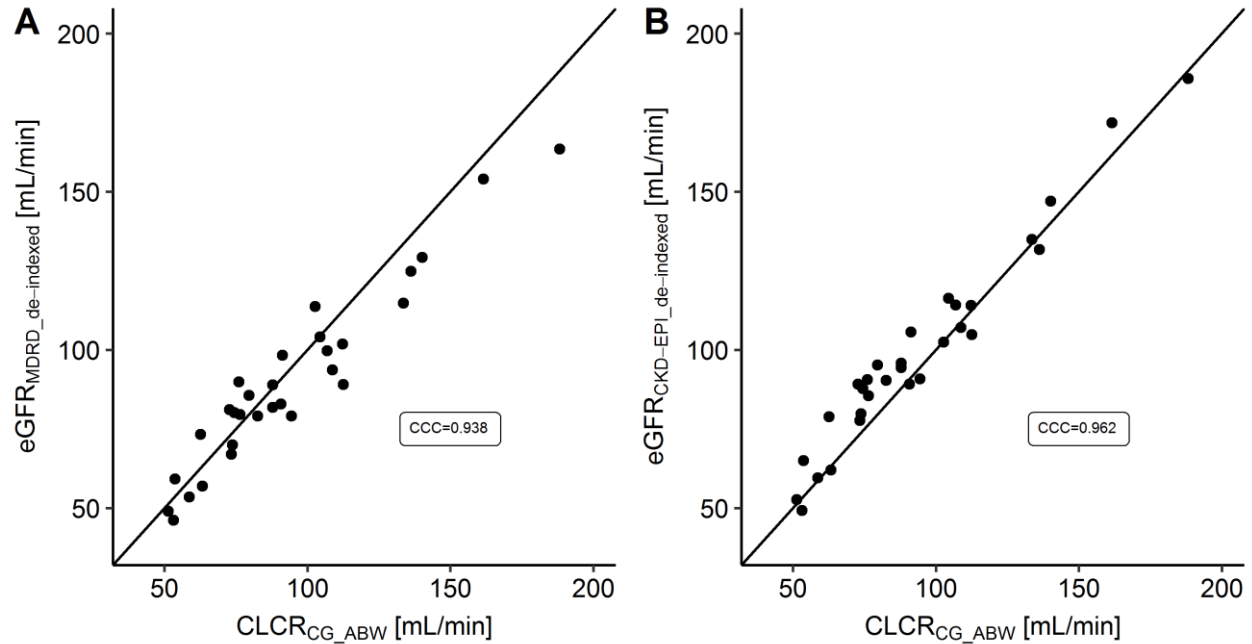 A
200
150
100
50
eGFRMDRD_de−indexed [mL/min]
CCC=0.938
50 100 150 200
CLCRCG_ABW [mL/min]
B
200
150
100
50
eGFRCKD−EPI_de−indexed [mL/min]
CCC=0.962
50 100 150 200
CLCRCG_ABW [mL/min]